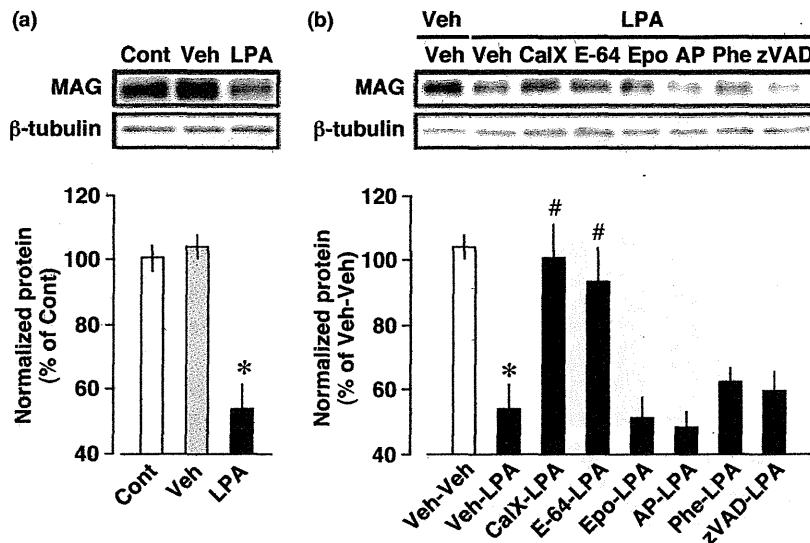 (a)
Cont Veh LPA
MAG
β-tubulin
120
100
80
60
40
Normalized protein
(% of Cont)
*
Cont
Veh
LPA
(b)
Veh LPA
Veh Veh CalX E-64 Epo AP Phe zVAD
MAG
β-tubulin
120
100
80
60
40
Normalized protein
(% of Veh-Veh)
*
#
#
Veh-Veh
Veh-LPA
CalX-LPA
E-64-LPA
Epo-LPA
AP-LPA
Phe-LPA
zVAD-LPA